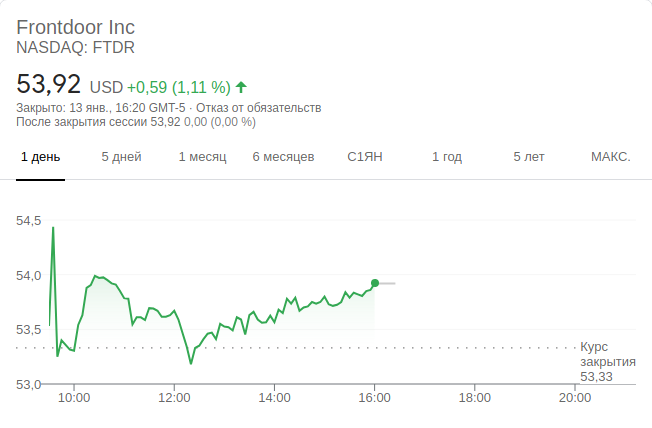 Frontdoor Inc
NASDAQ: FTDR
53,92 USD +0,59 (1,11 %)
Закрыто: 13 янв., 16:20 GMT-5 · Отказ от обязательств
После закрытия сессии 53,92 0,00 (0,00 %)
1 день 5 дней 1 месяц 6 месяцев С1ЯН 1 год 5 лет МАКС.
54,5
54,0
53,5
Курс
закрытия
53,33
53,0
10:00 12:00 14:00 16:00 18:00 20:00